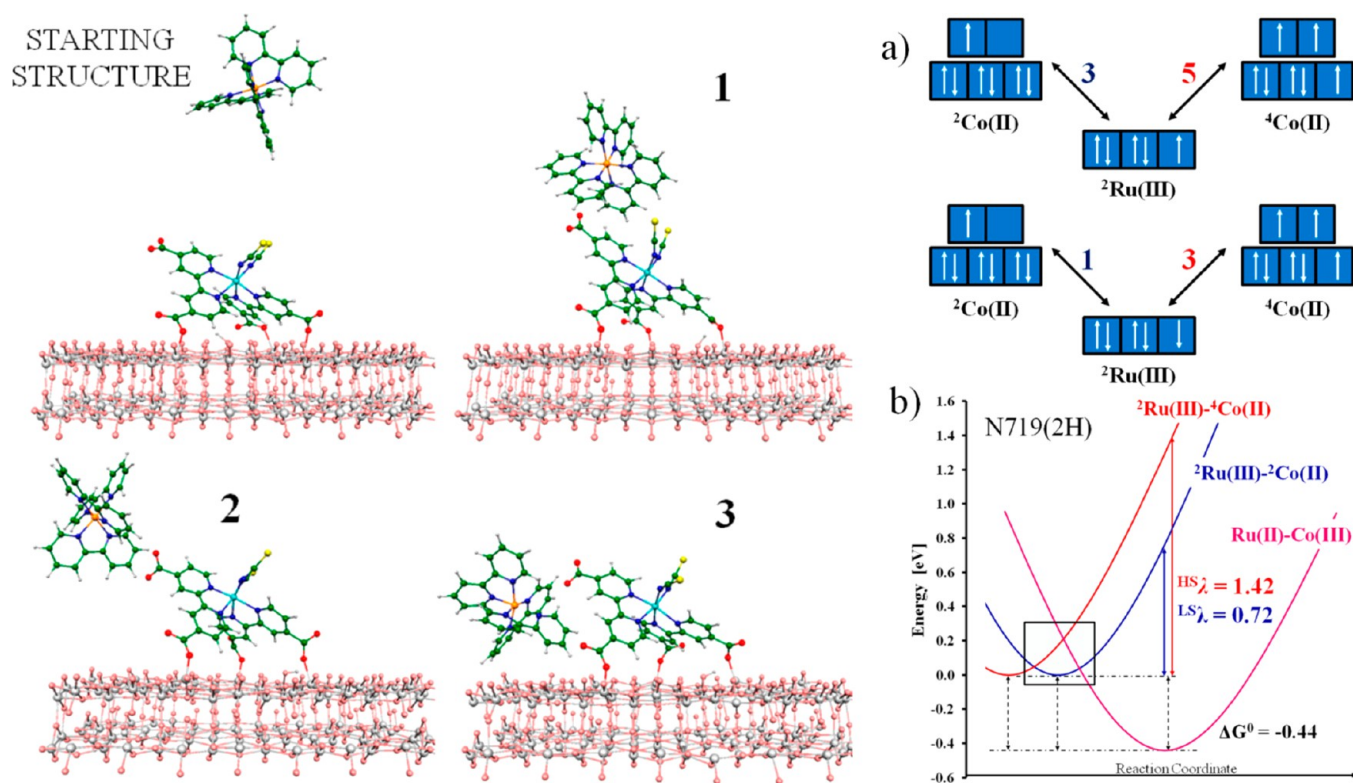 STARTING
STRUCTURE
1
2
3
a)
3
5
²Co(II)
⁴Co(II)
²Ru(III)
1
3
²Co(II)
⁴Co(II)
²Ru(III)
b)
N719(2H)
²Ru(III)-⁴Co(II)
²Ru(III)-²Co(II)
Ru(II)-Co(III)
Energy [eV]
1.6
1.4
1.2
1.0
0.8
0.6
0.4
0.2
0.0
-0.2
-0.4
-0.6
ᴴˢλ = 1.42
ᴸˢλ = 0.72
ΔG⁰ = -0.44
Reaction Coordinate